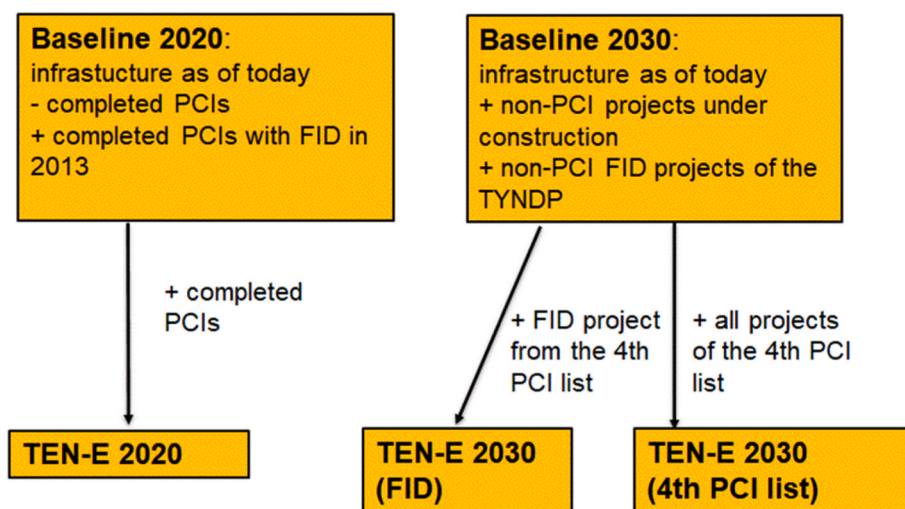 Baseline 2020:
infrastucture as of today
- completed PCIs
+ completed PCIs with FID in
2013
Baseline 2030:
infrastructure as of today
+ non-PCI projects under
construction
+ non-PCI FID projects of the
TYNDP
+ completed
PCIs
+ FID project
from the 4th
PCI list
+ all projects
of the 4th PCI
list
TEN-E 2020
TEN-E 2030
(FID)
TEN-E 2030
(4th PCI list)